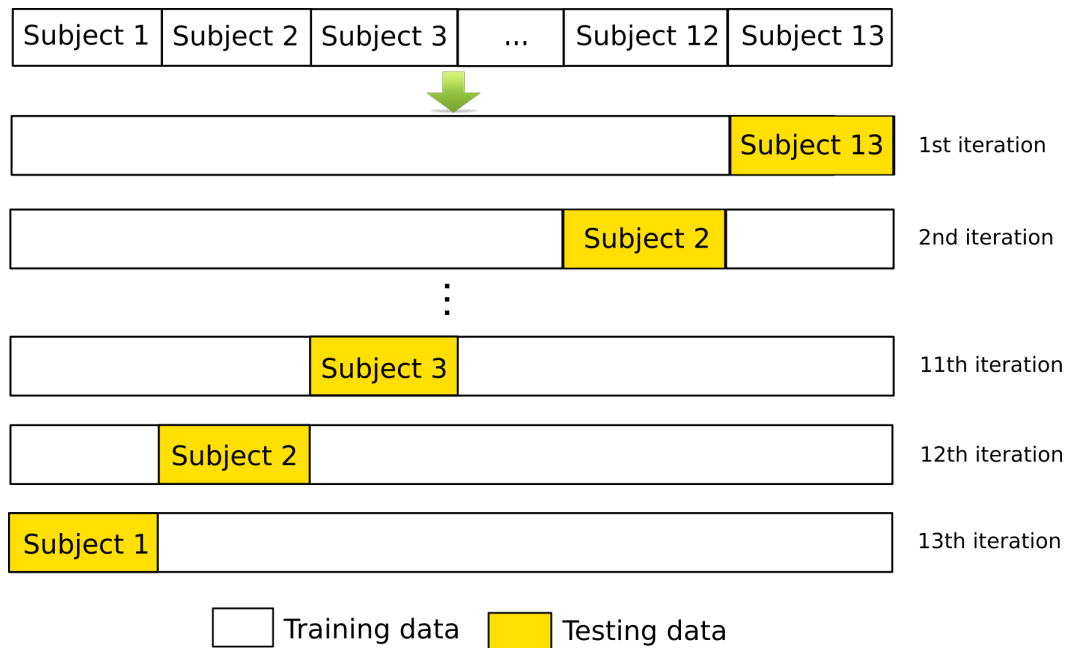 Subject 1 Subject 2 Subject 3 ... Subject 12 Subject 13
Subject 13 1st iteration
Subject 2 2nd iteration
Subject 3 11th iteration
Subject 2 12th iteration
Subject 1 13th iteration
Training data Testing data